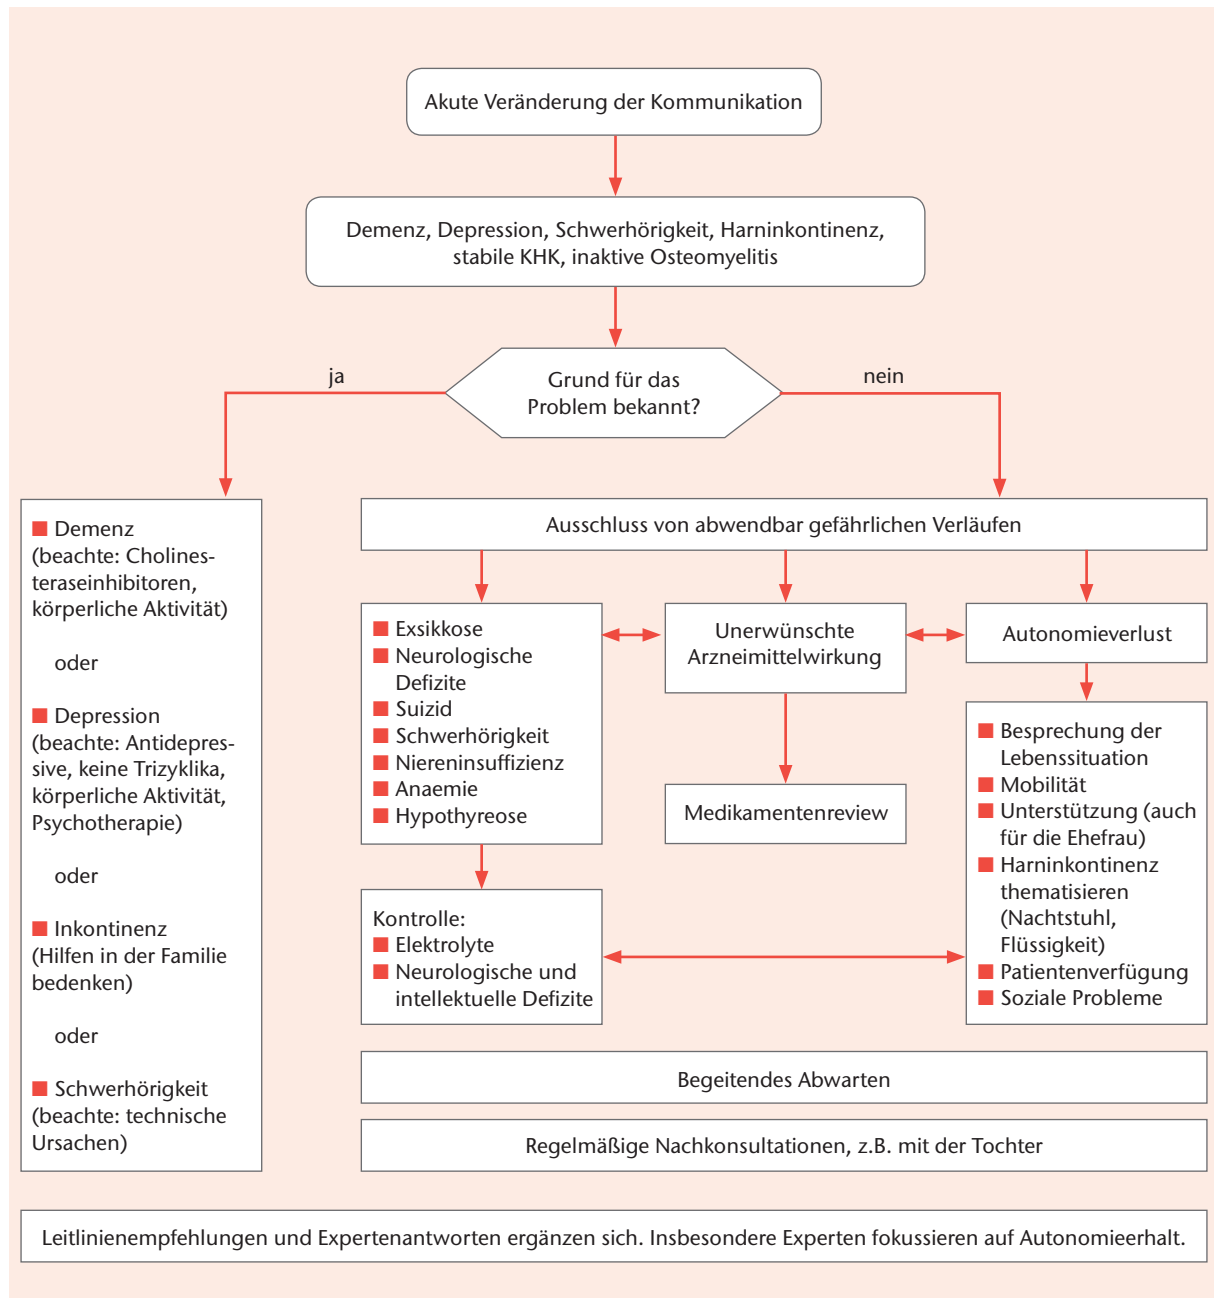 Akute Veränderung der Kommunikation
Demenz, Depression, Schwerhörigkeit, Harninkontinenz,
stabile KHK, inaktive Osteomyelitis
Grund für das
Problem bekannt?
ja
nein
■ Demenz
(beachte: Cholines-
teraseinhibitoren,
körperliche Aktivität)
oder
■ Depression
(beachte: Antidepres-
sive, keine Trizyklika,
körperliche Aktivität,
Psychotherapie)
oder
■ Inkontinenz
(Hilfen in der Familie
bedenken)
oder
■ Schwerhörigkeit
(beachte: technische
Ursachen)
Ausschluss von abwendbar gefährlichen Verläufen
■ Exsikkose
■ Neurologische
Defizite
■ Suizid
■ Schwerhörigkeit
■ Niereninsuffizienz
■ Anaemie
■ Hypothyreose
Kontrolle:
■ Elektrolyte
■ Neurologische und
intellektuelle Defizite
Unerwünschte
Arzneimittelwirkung
Medikamentenreview
Autonomieverlust
■ Besprechung der
Lebenssituation
■ Mobilität
■ Unterstützung (auch
für die Ehefrau)
■ Harninkontinenz
thematisieren
(Nachtstuhl,
Flüssigkeit)
■ Patientenverfügung
■ Soziale Probleme
Begeitendes Abwarten
Regelmäßige Nachkonsultationen, z.B. mit der Tochter
Leitlinienempfehlungen und Expertenantworten ergänzen sich. Insbesondere Experten fokussieren auf Autonomieerhalt.